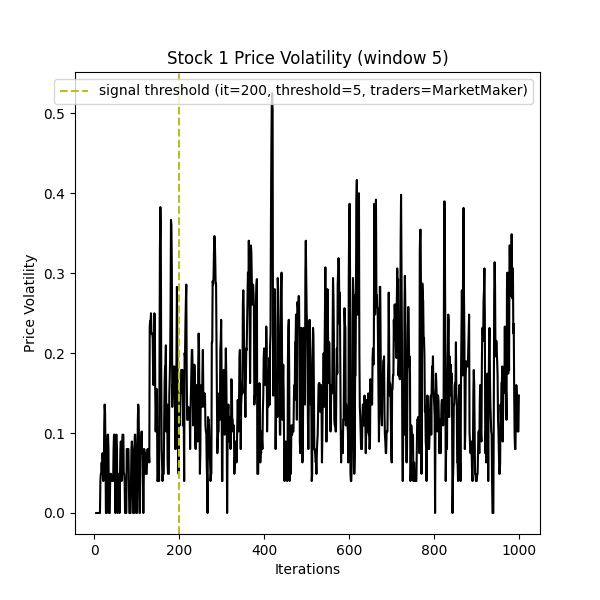 Stock 1 Price Volatility (window 5)
signal threshold (it=200, threshold=5, traders=MarketMaker)
0.5
0.4
0.3
0.2
0.1
0.0
Price Volatility
0 200 400 600 800 1000
Iterations